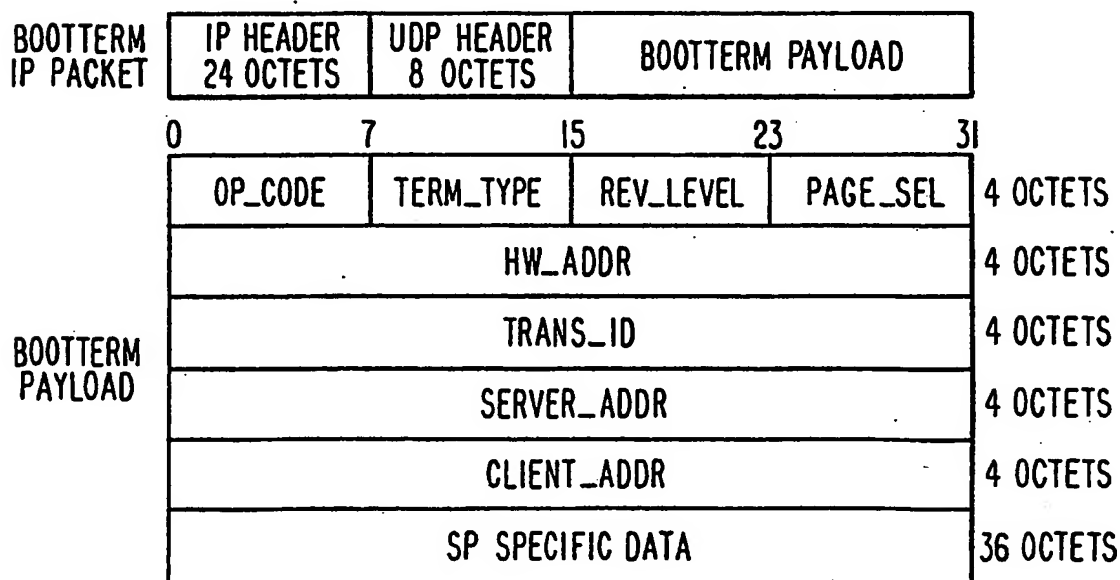 BOOTTERM IP PACKET
IP HEADER 24 OCTETS
UDP HEADER 8 OCTETS
BOOTTERM PAYLOAD
0 7 15 23 31
OP_CODE TERM_TYPE REV_LEVEL PAGE_SEL 4 OCTETS
HW_ADDR 4 OCTETS
TRANS_ID 4 OCTETS
BOOTTERM PAYLOAD
SERVER_ADDR 4 OCTETS
CLIENT_ADDR 4 OCTETS
SP SPECIFIC DATA 36 OCTETS